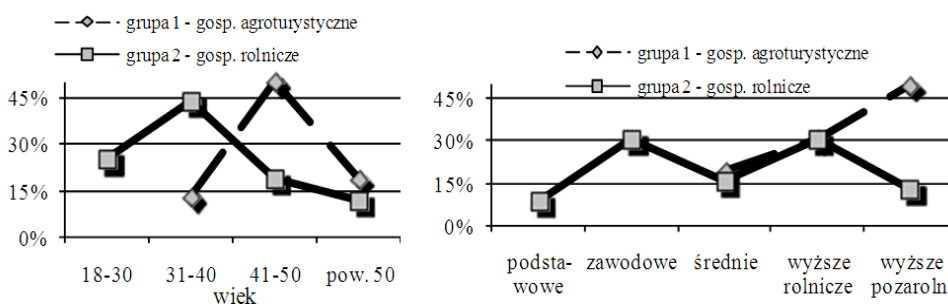 grupa 1 - gosp. agroturystyczne
grupa 2 - gosp. rolnicze
45%
30%
15%
0%
18-30 31-40 41-50 pow. 50
wiek
grupa 1 - gosp. agroturystyczne
grupa 2 - gosp. rolnicze
45%
30%
15%
0%
podsta- zawodowe średnie wyższe wyższe
wowe rolnicze pozaroln